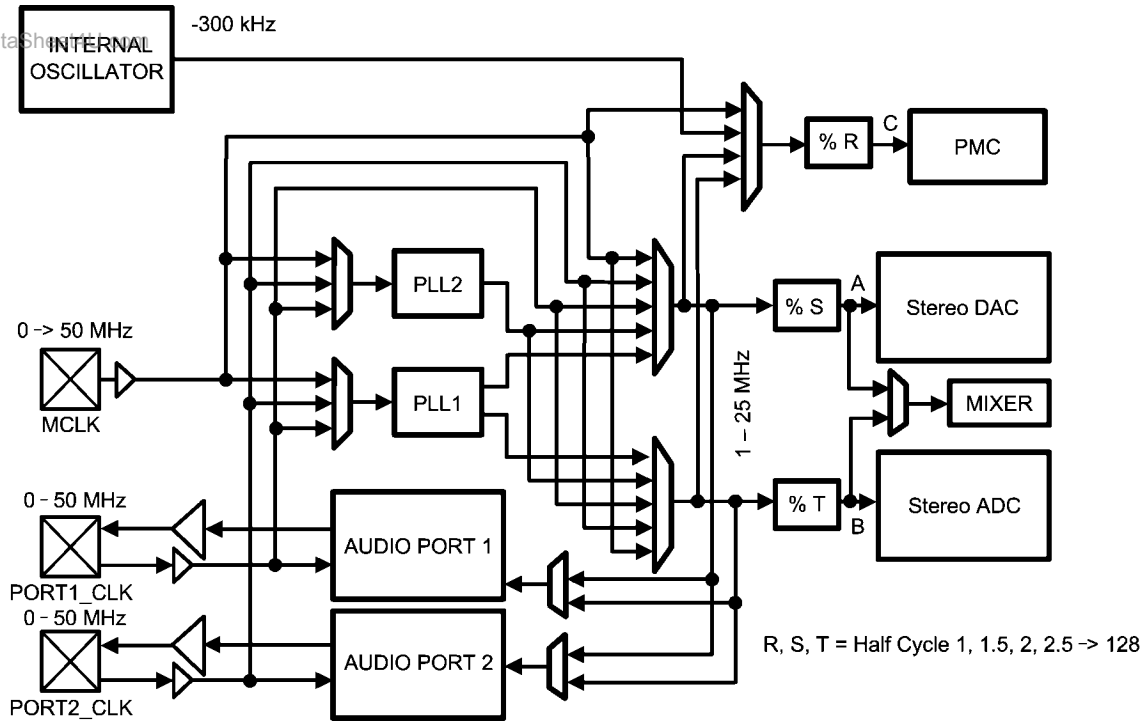 -300 kHz
taSheet4U.com
INTERNAL
OSCILLATOR
% R
C
PMC
PLL2
% S
A
Stereo DAC
0 -> 50 MHz
MCLK
PLL1
1 – 25 MHz
MIXER
0 - 50 MHz
PORT1_CLK
AUDIO PORT 1
% T
B
Stereo ADC
0 - 50 MHz
PORT2_CLK
AUDIO PORT 2
R, S, T = Half Cycle 1, 1.5, 2, 2.5 -> 128